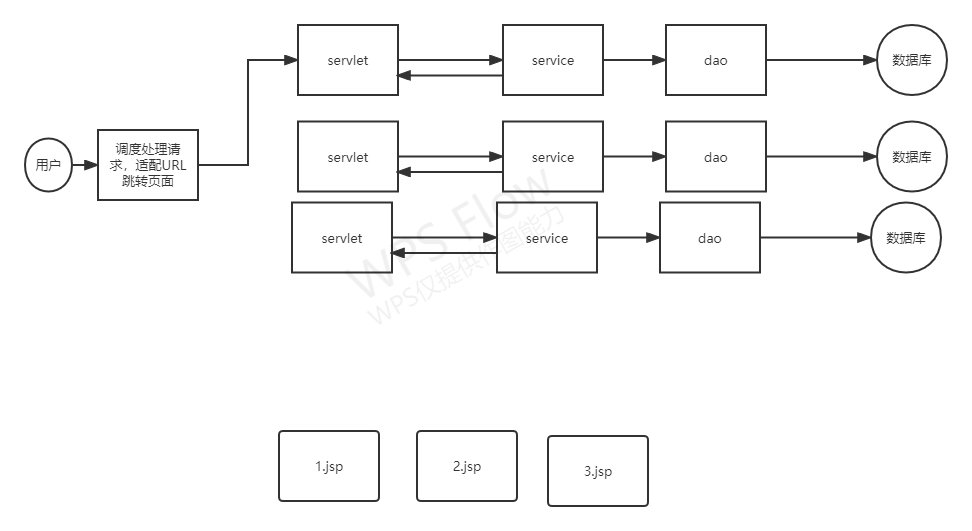 servlet
service
dao
数据库
用户
调度处理请
求，适配URL
跳转页面
servlet
service
dao
数据库
servlet
service
dao
数据库
WPS Flow
WPS仅提供作图能力
1.jsp
2.jsp
3.jsp